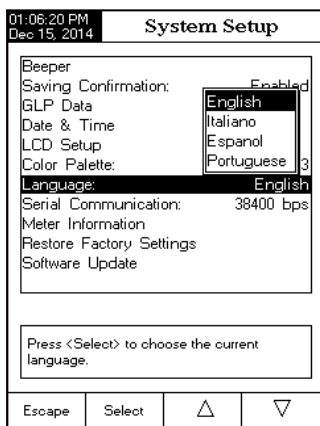 01:06:20 PM
Dec 15, 2014
System Setup
Beeper
Saving Confirmation: Enabled
GLP Data
Date & Time
LCD Setup
Color Palette: 3
English
Italiano
Espanol
Portuguese
Language: English
Serial Communication: 38400 bps
Meter Information
Restore Factory Settings
Software Update
Press <Select> to choose the current
language.
Escape Select △ ▽